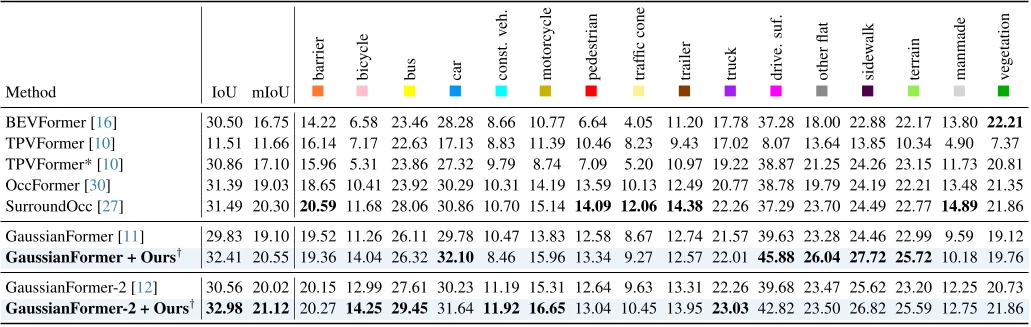 Method IoU mIoU barrier bicycle bus car const. veh. motorcycle pedestrian traffic cone trailer truck drive. suf. other flat sidewalk terrain manmade vegetation
BEVFormer [16] 30.50 16.75 14.22 6.58 23.46 28.28 8.66 10.77 6.64 4.05 11.20 17.78 37.28 18.00 22.88 22.17 13.80 22.21
TPVFormer [10] 11.51 11.66 16.14 7.17 22.63 17.13 8.83 11.39 10.46 8.23 9.43 17.02 8.07 13.64 13.85 10.34 4.90 7.37
TPVFormer* [10] 30.86 17.10 15.96 5.31 23.86 27.32 9.79 8.74 7.09 5.20 10.97 19.22 38.87 21.25 24.26 23.15 11.73 20.81
OccFormer [30] 31.39 19.03 18.65 10.41 23.92 30.29 10.31 14.19 13.59 10.13 12.49 20.77 38.78 19.79 24.19 22.21 13.48 21.35
SurroundOcc [27] 31.49 20.30 20.59 11.68 28.06 30.86 10.70 15.14 14.09 12.06 14.38 22.26 37.29 23.70 24.49 22.77 14.89 21.86
GaussianFormer [11] 29.83 19.10 19.52 11.26 26.11 29.78 10.47 13.83 12.58 8.67 12.74 21.57 39.63 23.28 24.46 22.99 9.59 19.12
GaussianFormer + Ours† 32.41 20.55 19.36 14.04 26.32 32.10 8.46 15.96 13.34 9.27 12.57 22.01 45.88 26.04 27.72 25.72 10.18 19.76
GaussianFormer-2 [12] 30.56 20.02 20.15 12.99 27.61 30.23 11.19 15.31 12.64 9.63 13.31 22.26 39.68 23.47 25.62 23.20 12.25 20.73
GaussianFormer-2 + Ours† 32.98 21.12 20.27 14.25 29.45 31.64 11.92 16.65 13.04 10.45 13.95 23.03 42.82 23.50 26.82 25.59 12.75 21.86